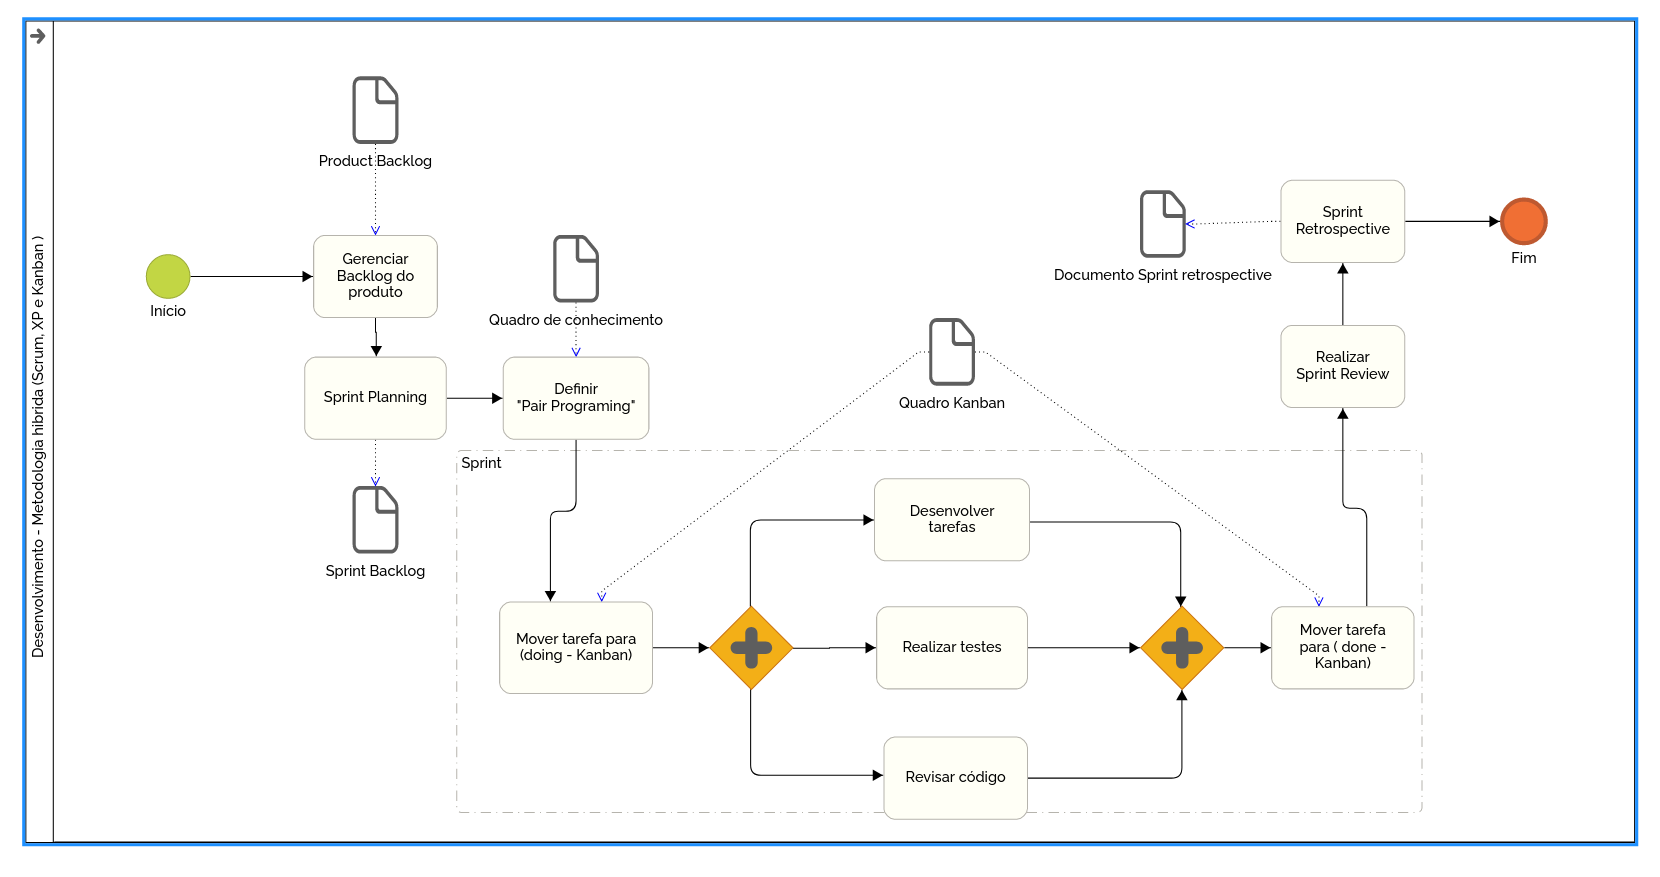 Desenvolvimento - Metodologia hibrida (Scrum, XP e Kanban )
Product Backlog
Início
Gerenciar
Backlog do
produto
Sprint Planning
Sprint Backlog
Quadro de conhecimento
Definir
"Pair Programing"
Sprint
Mover tarefa para
(doing - Kanban)
Quadro Kanban
Desenvolver
tarefas
Realizar testes
Revisar código
Mover tarefa
para ( done -
Kanban)
Realizar
Sprint Review
Sprint
Retrospective
Documento Sprint retrospective
Fim